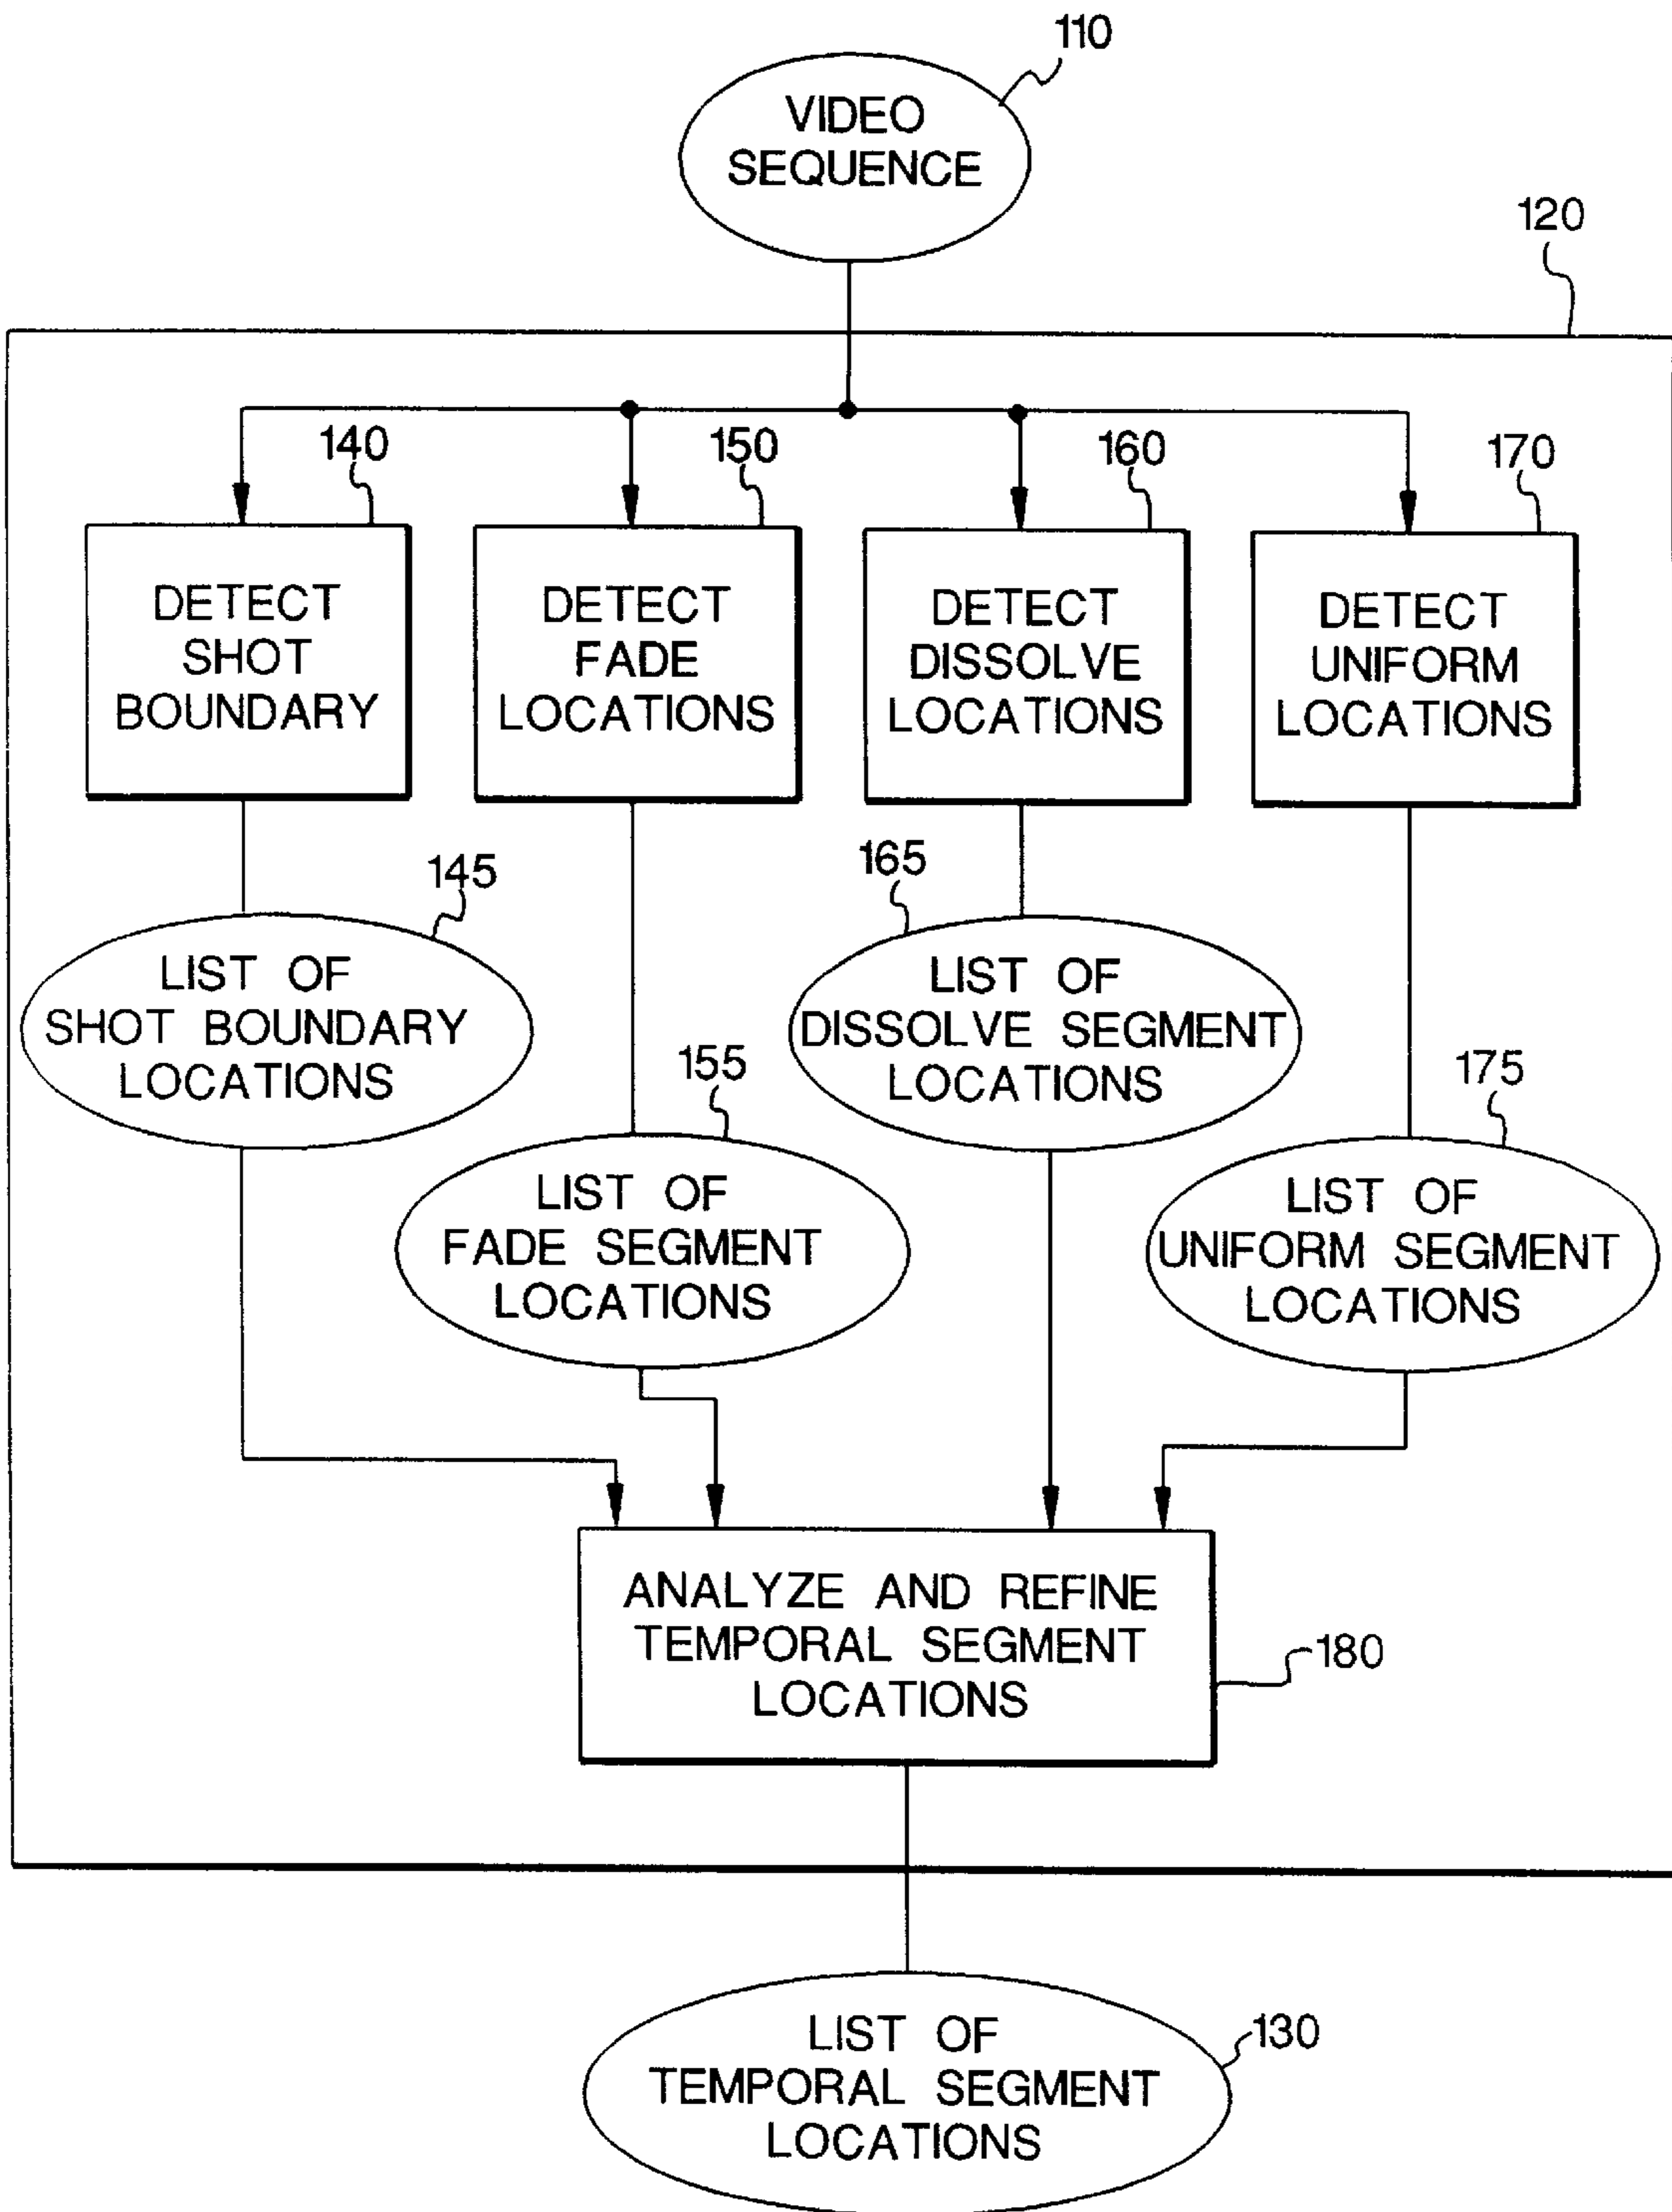 110
VIDEO
SEQUENCE
120
140
150
160
170
DETECT
SHOT
BOUNDARY
DETECT
FADE
LOCATIONS
DETECT
DISSOLVE
LOCATIONS
DETECT
UNIFORM
LOCATIONS
145
LIST OF
SHOT BOUNDARY
LOCATIONS
155
LIST OF
FADE SEGMENT
LOCATIONS
165
LIST OF
DISSOLVE SEGMENT
LOCATIONS
175
LIST OF
UNIFORM SEGMENT
LOCATIONS
ANALYZE AND REFINE
TEMPORAL SEGMENT
LOCATIONS
180
LIST OF
TEMPORAL SEGMENT
LOCATIONS
130